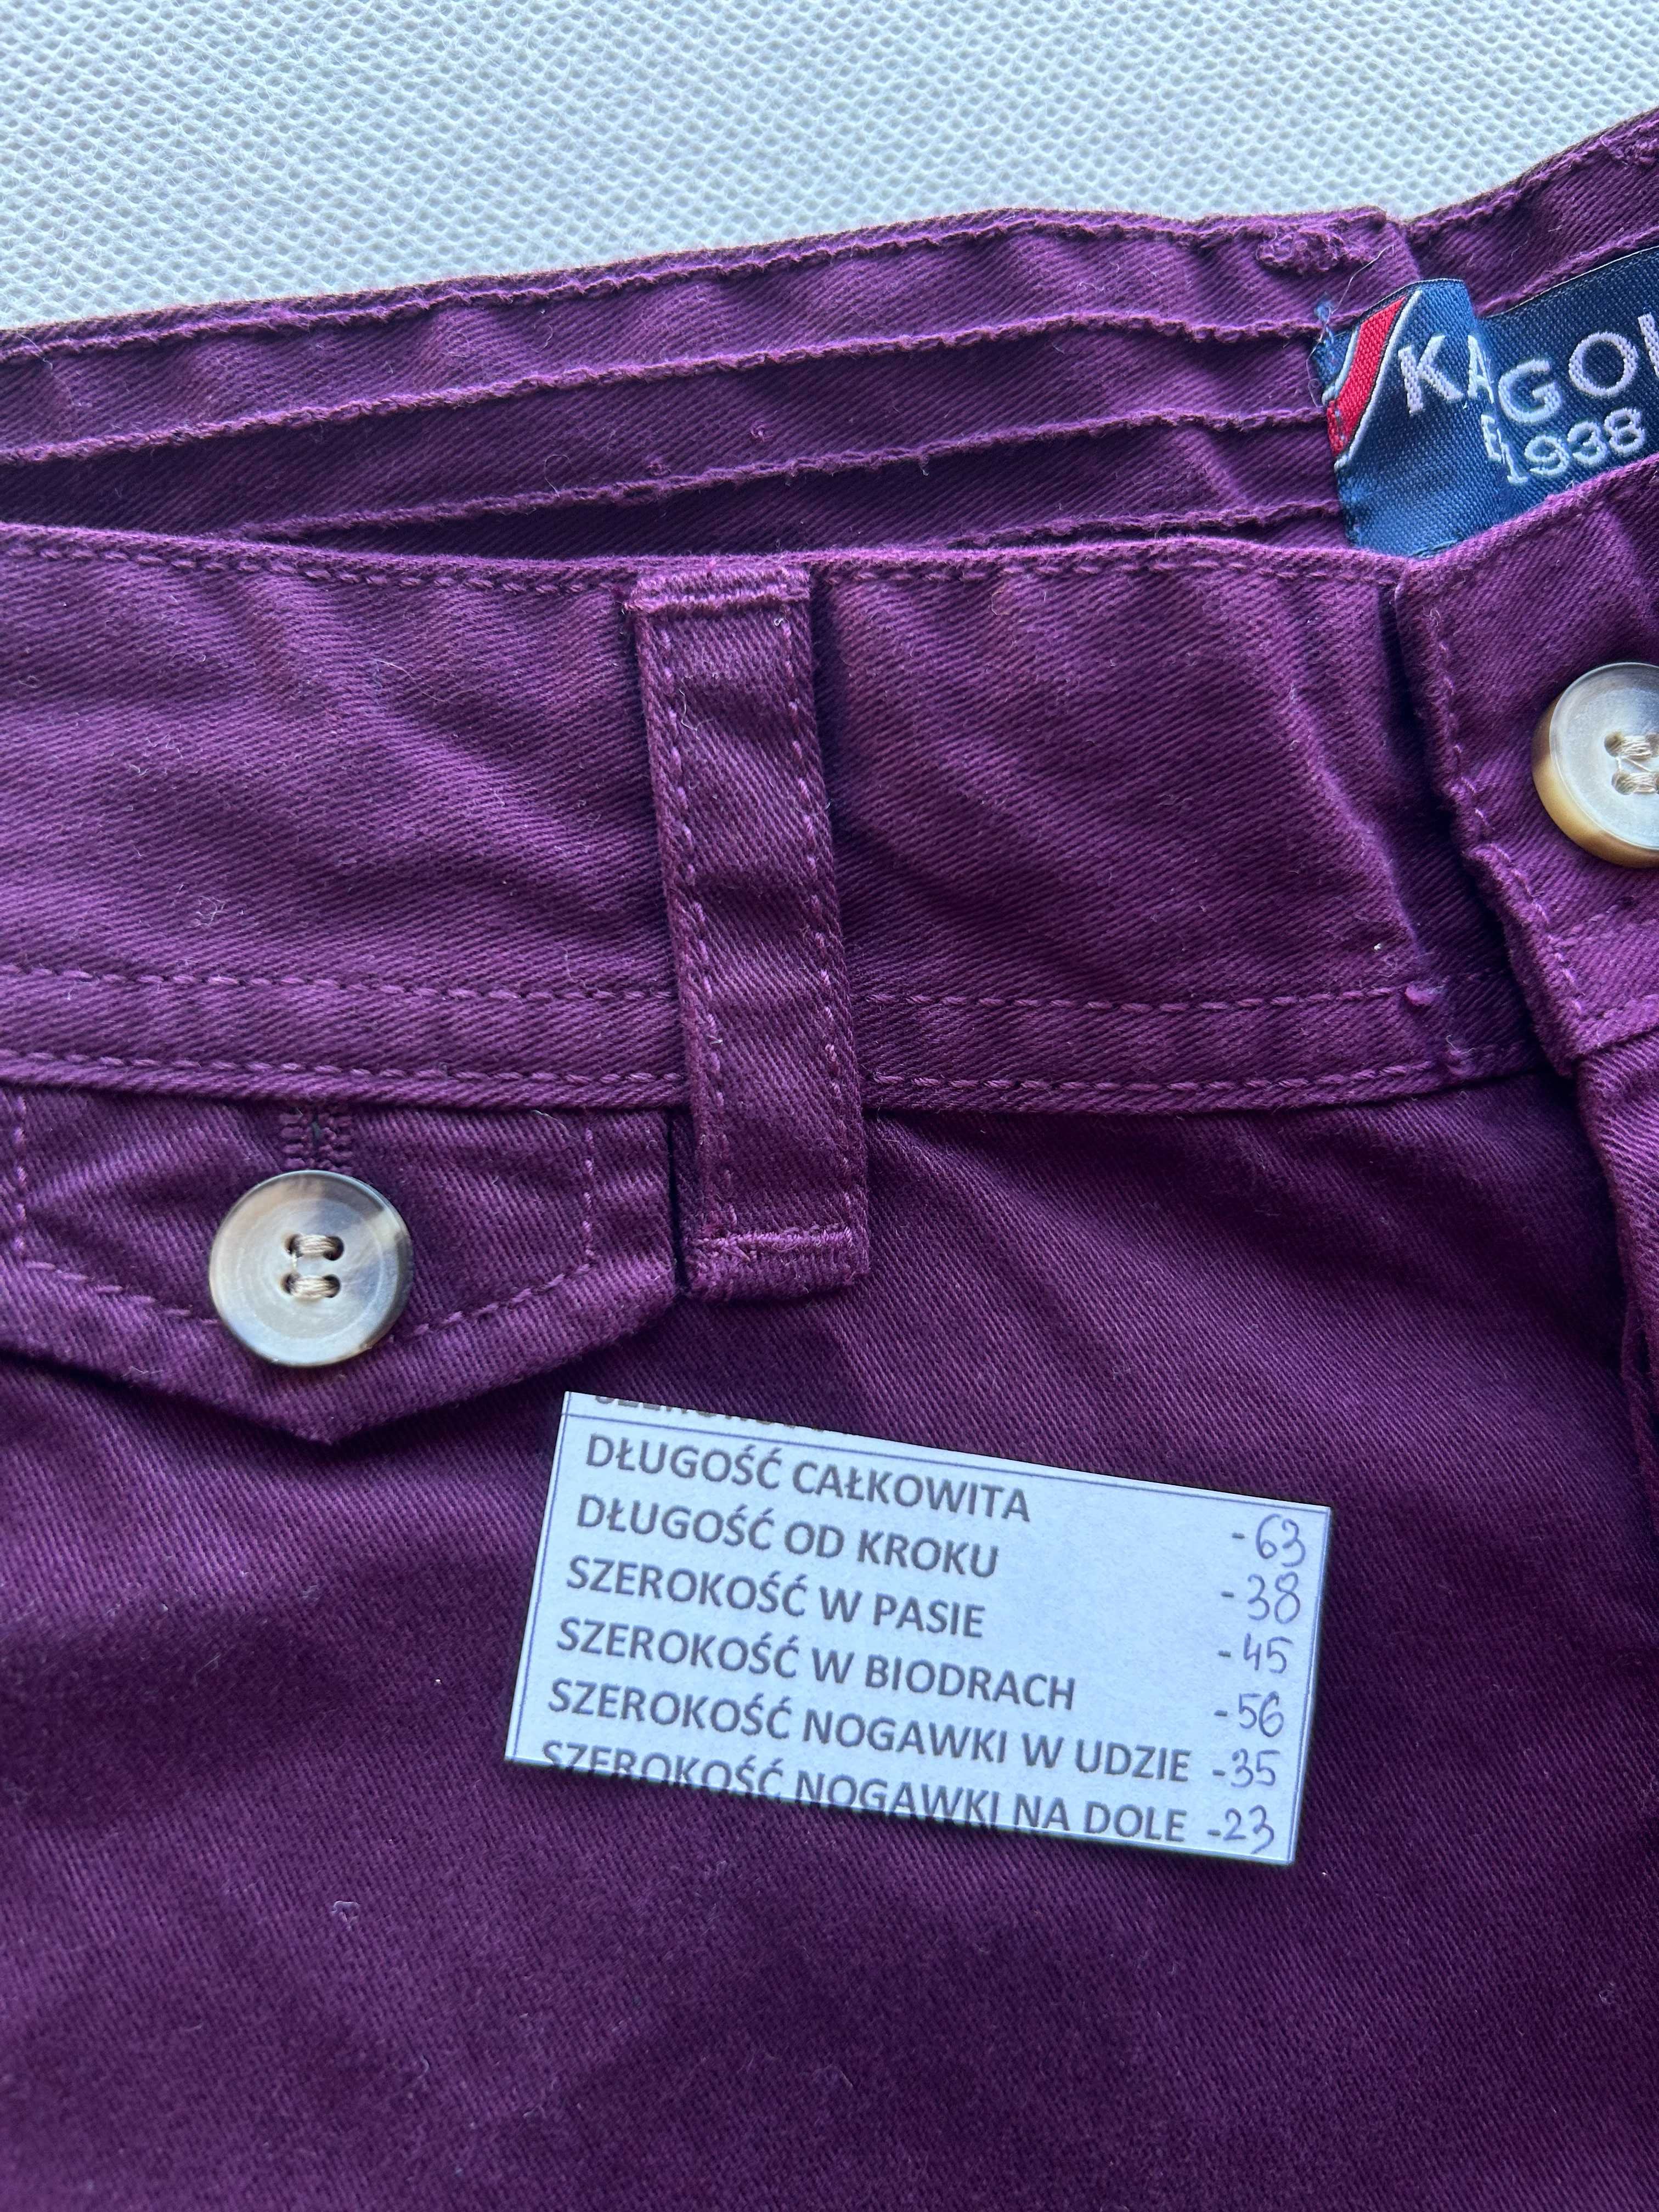 KAGO
1938
DŁUGOŚĆ CAŁKOWITA -63
DŁUGOŚĆ OD KROKU -38
SZEROKOŚĆ W PASIE -45
SZEROKOŚĆ W BIODRACH -56
SZEROKOŚĆ NOGAWKI W UDZIE -35
SZEROKOŚĆ NOGAWKI NA DOLE -23